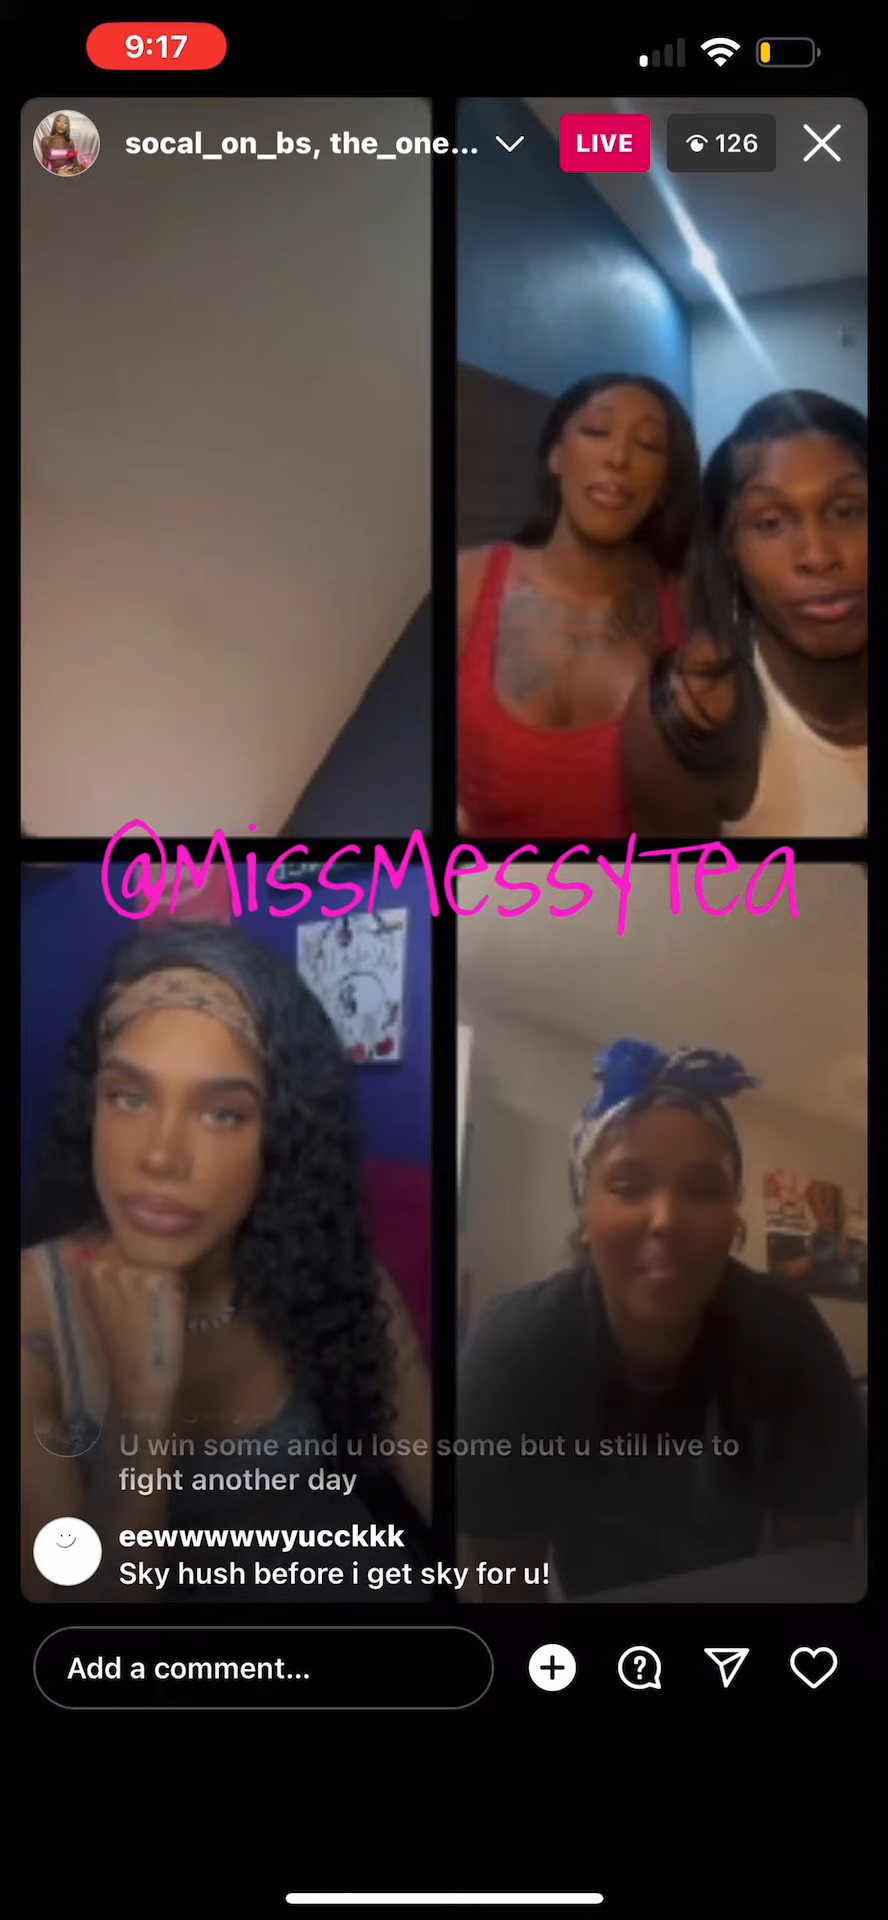 9:17
socal_on_bs, the_one...
LIVE
126
@MissMessyTea
U win some and u lose some but u still live to
fight another day
eewwwwwyucckkk
Sky hush before i get sky for u!
Add a comment...